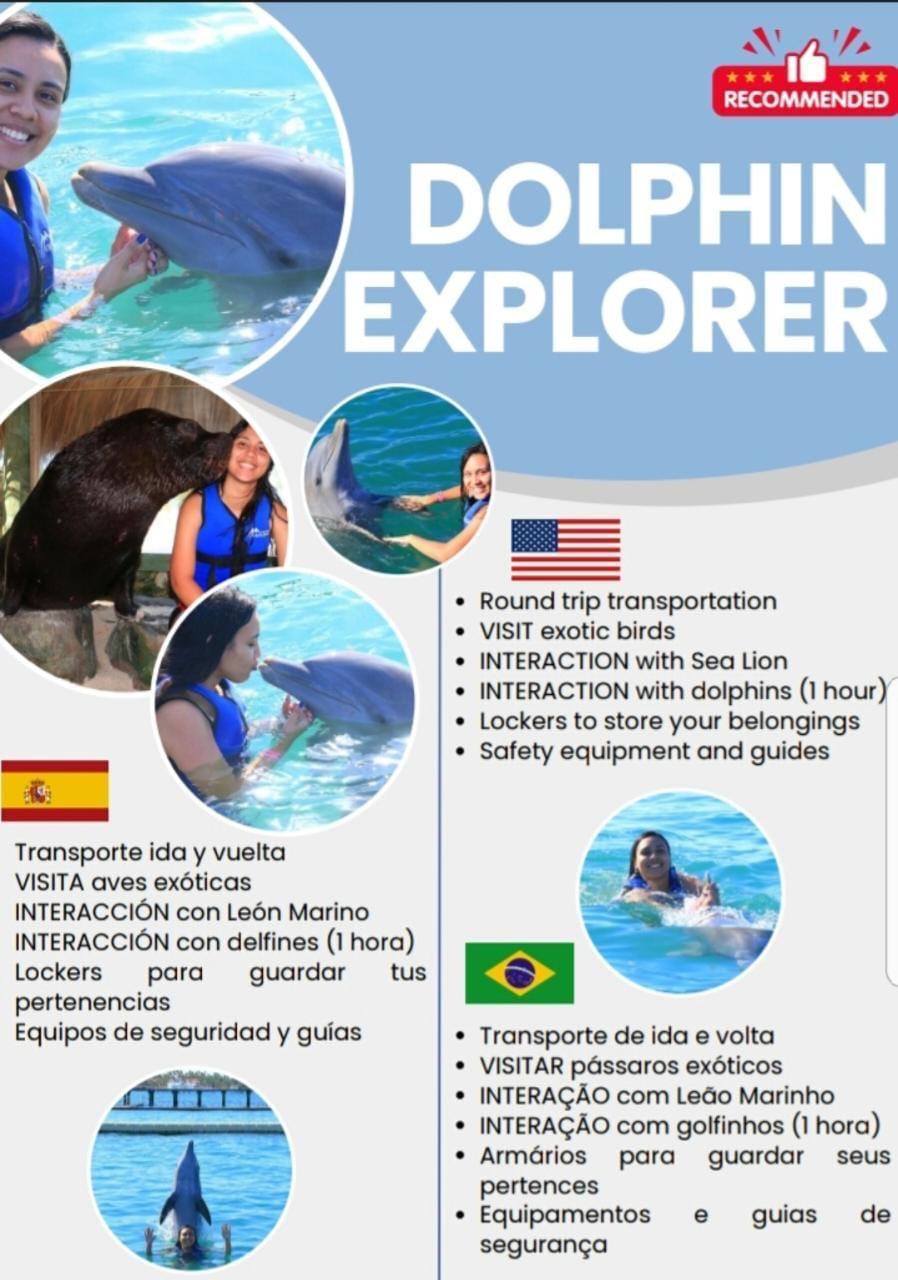 RECOMMENDED
DOLPHIN
EXPLORER
Round trip transportation
VISIT exotic birds
INTERACTION with Sea Lion
INTERACTION with dolphins (1 hour)
Lockers to store your belongings
Safety equipment and guides
Transporte ida y vuelta
VISITA aves exóticas
INTERACCIÓN con León Marino
INTERACCIÓN con delfines (1 hora)
Lockers para guardar tus
pertenencias
Equipos de seguridad y guías
Transporte de ida e volta
VISITAR pássaros exóticos
INTERAÇÃO com Leão Marinho
INTERAÇÃO com golfinhos (1 hora)
Armários para guardar seus
pertences
Equipamentos e guias de
segurança